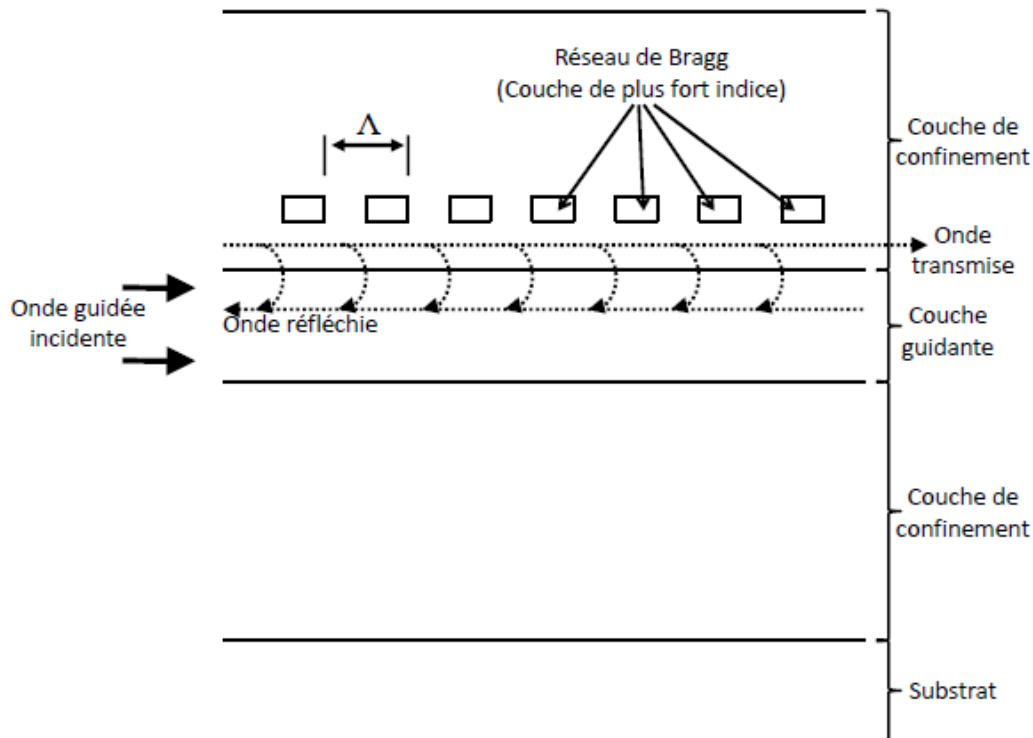 Réseau de Bragg
(Couche de plus fort indice)
Λ
Couche de
confinement
Onde
transmise
Onde guidée
incidente
Onde réfléchie
Couche
guidante
Couche de
confinement
Substrat